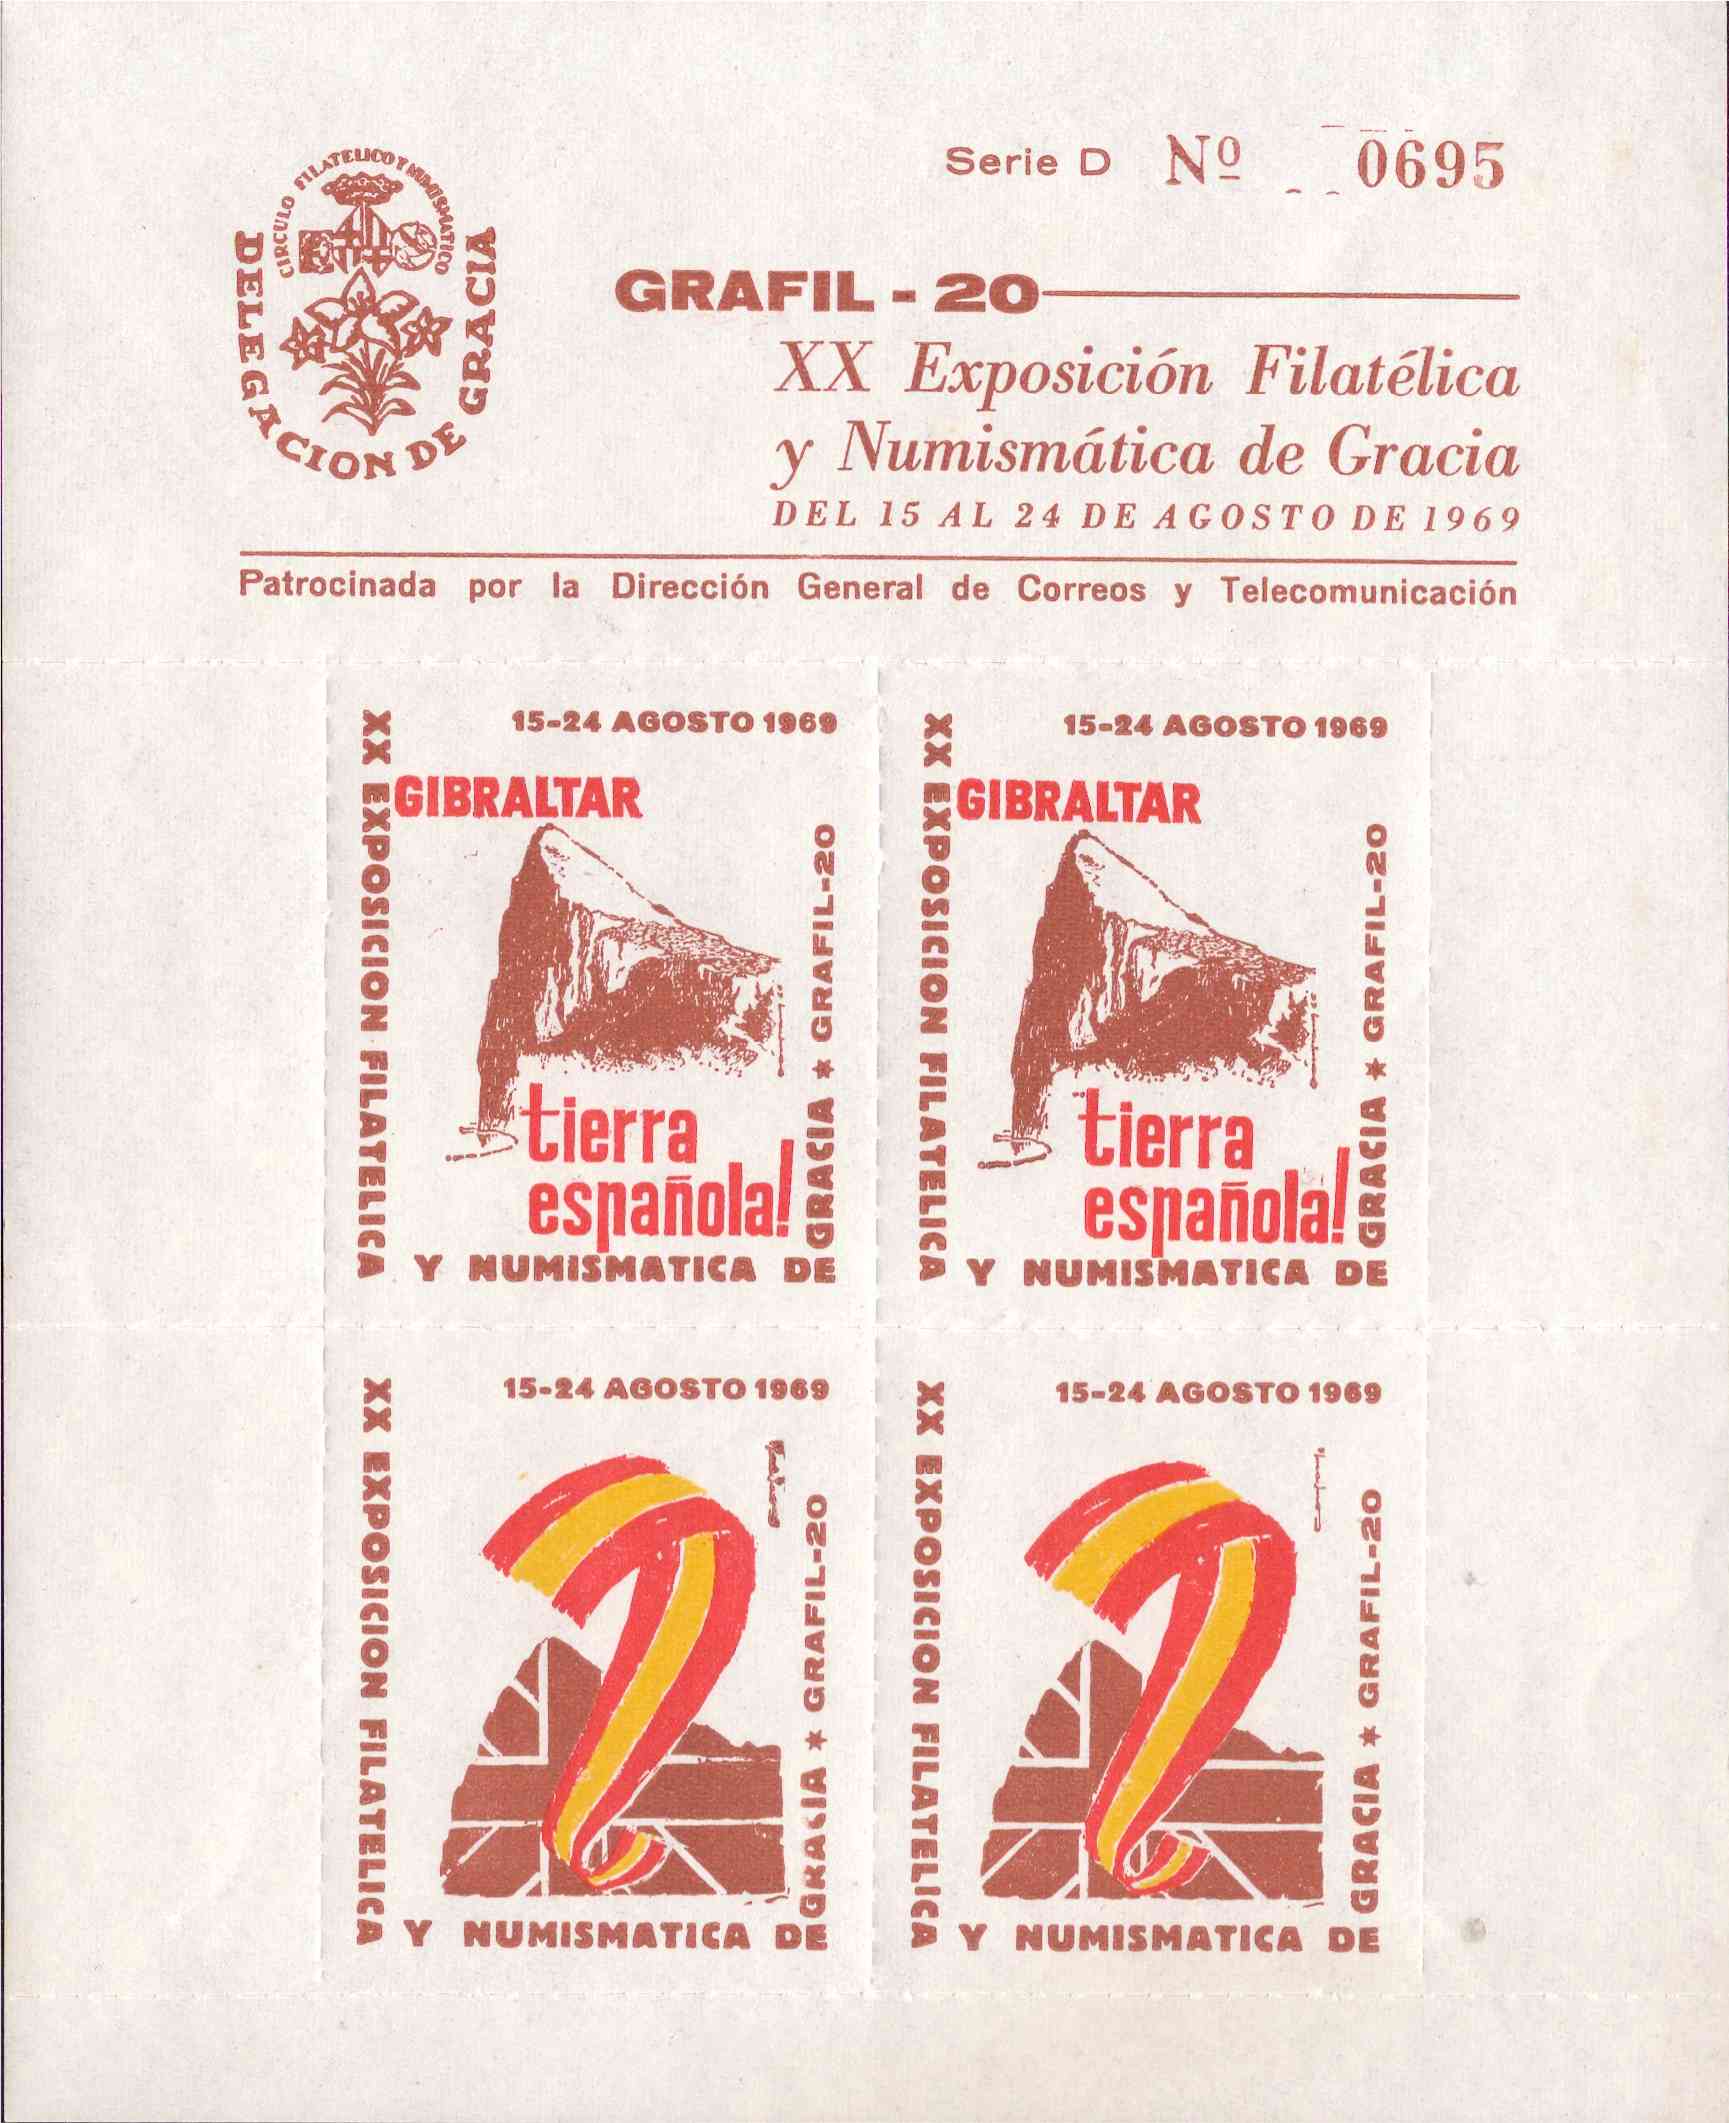 CIRCULO FILATELICO Y NUMISMATICO
DELEGACION DE GRACIA
Serie D Nº 0695
GRAFIL - 20
XX Exposición Filatélica
y Numismática de Gracia
DEL 15 AL 24 DE AGOSTO DE 1969
Patrocinada por la Dirección General de Correos y Telecomunicación
15-24 AGOSTO 1969
XX EXPOSICION FILATELICA
Y NUMISMATICA DE
GRACIA * GRAFIL-20
GIBRALTAR
tierra
española!
15-24 AGOSTO 1969
XX EXPOSICION FILATELICA
Y NUMISMATICA DE
GRACIA * GRAFIL-20
GIBRALTAR
tierra
española!
15-24 AGOSTO 1969
XX EXPOSICION FILATELICA
Y NUMISMATICA DE
GRACIA * GRAFIL-20
15-24 AGOSTO 1969
XX EXPOSICION FILATELICA
Y NUMISMATICA DE
GRACIA * GRAFIL-20